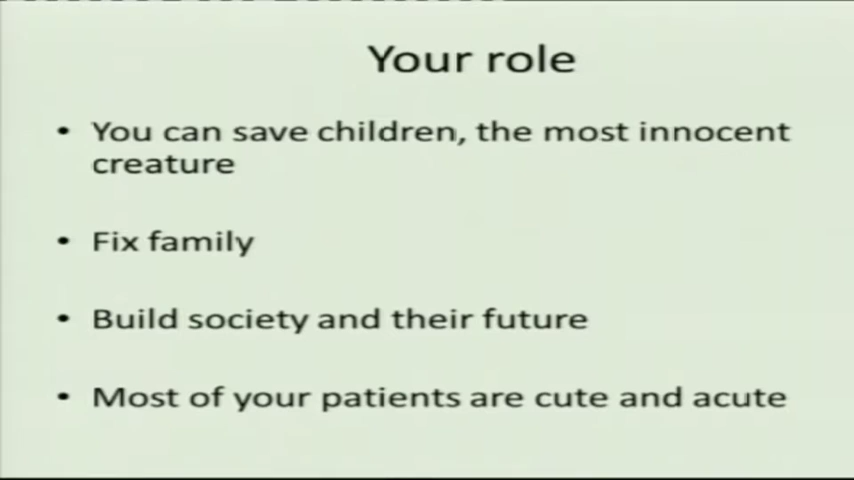 Your role
• You can save children, the most innocent
creature
• Fix family
• Build society and their future
• Most of your patients are cute and acute